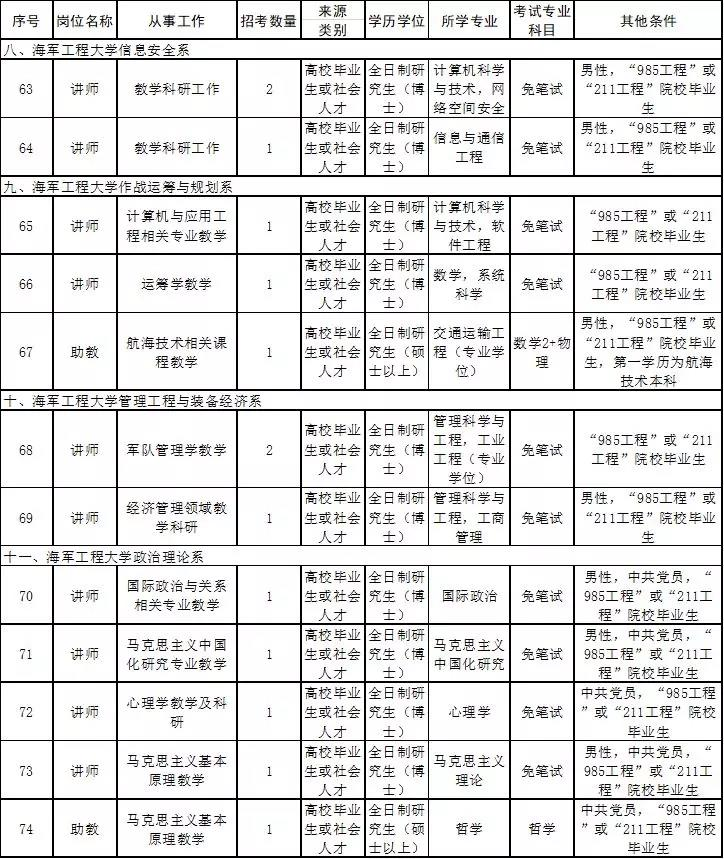 序号 岗位名称 从事工作 招考数量 来源 学历学位 所学专业 考试专业 其他条件
类别 科目
八、海军工程大学信息安全系
63 讲师 教学科研工作 2 高校毕业 全日制研 计算机科学 免笔试 男性，“985工程”或
生或社会 究生（博 与技术，网 “211工程”院校毕业
人才 士） 络空间安全 生
64 讲师 教学科研工作 1 高校毕业 全日制研 信息与通信 免笔试 男性，“985工程”或
生或社会 究生（博 工程 “211工程”院校毕业
人才 士） 生
九、海军工程大学作战运筹与规划系
65 讲师 计算机与应用工 1 高校毕业 全日制研 计算机科学 免笔试 “985工程”或“211
程相关专业教学 生或社会 究生（博 与技术，软 工程”院校毕业生
人才 士） 件工程
66 讲师 运筹学教学 1 高校毕业 全日制研 数学，系统 免笔试 “985工程”或“211
生或社会 究生（博 科学 工程”院校毕业生
人才 士）
67 助教 航海技术相关课 1 高校毕业 全日制研 交通运输工 数学2+物 男性，“985工程”或
程教学 生或社会 究生（硕 程（专业学 理 “211工程”院校毕业
人才 士以上） 位） 生，第一学历为航海
技术本科
十、海军工程大学管理工程与装备经济系
68 讲师 军队管理学教学 2 高校毕业 全日制研 管理科学与 免笔试 “985工程”或“211
生或社会 究生（博 工程，工业 工程”院校毕业生
人才 士） 工程（专业
学位）
69 讲师 经济管理领域教 1 高校毕业 全日制研 管理科学与 免笔试 男性，“985工程”或
学科研 生或社会 究生（博 工程，工商 “211工程”院校毕业
人才 士） 管理 生
十一、海军工程大学政治理论系
70 讲师 国际政治与关系 1 高校毕业 全日制研 国际政治 免笔试 男性，中共党员，“
相关专业教学 生或社会 究生（博 985工程”或“211工
人才 士） 程”院校毕业生
71 讲师 马克思主义中国 1 高校毕业 全日制研 马克思主义 免笔试 男性，中共党员，“
化研究专业教学 生或社会 究生（博 中国化研究 985工程”或“211工
人才 士） 程”院校毕业生
72 讲师 心理学教学及科 1 高校毕业 全日制研 心理学 免笔试 中共党员，“985工程
研 生或社会 究生（博 ”或“211工程”院校
人才 士） 毕业生
73 讲师 马克思主义基本 1 高校毕业 全日制研 马克思主义 免笔试 男性，中共党员，“
原理教学 生或社会 究生（博 理论 985工程”或“211工
人才 士） 程”院校毕业生
74 助教 马克思主义基本 1 高校毕业 全日制研 哲学 哲学 中共党员，“985工程
原理教学 生或社会 究生（硕 ”或“211工程”院校
人才 士以上） 毕业生